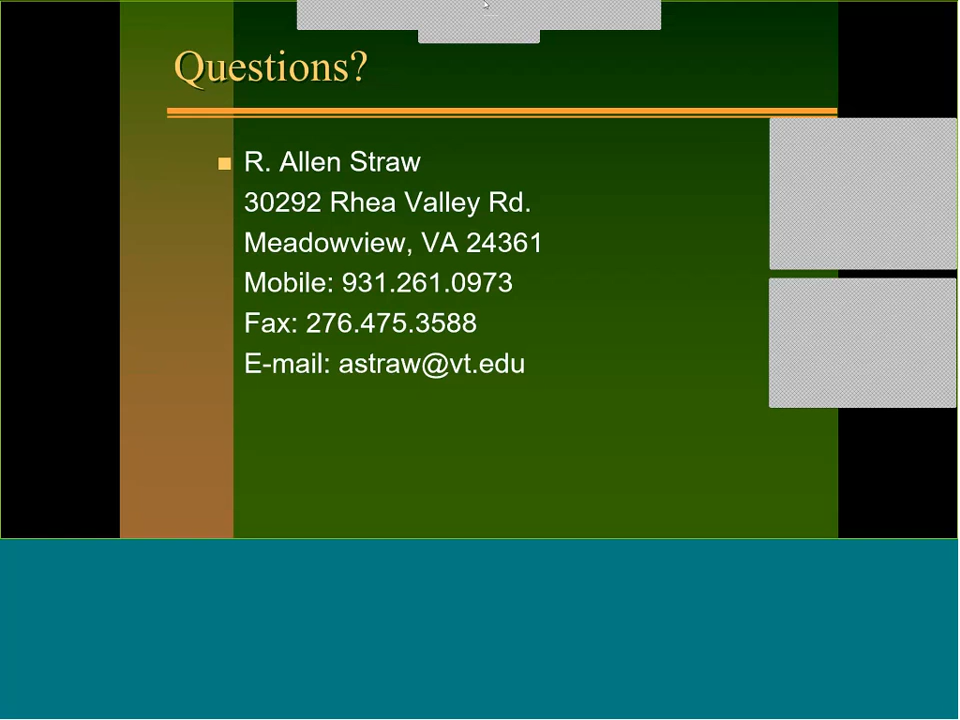 Questions?
R. Allen Straw
30292 Rhea Valley Rd.
Meadowview, VA 24361
Mobile: 931.261.0973
Fax: 276.475.3588
E-mail: astraw@vt.edu